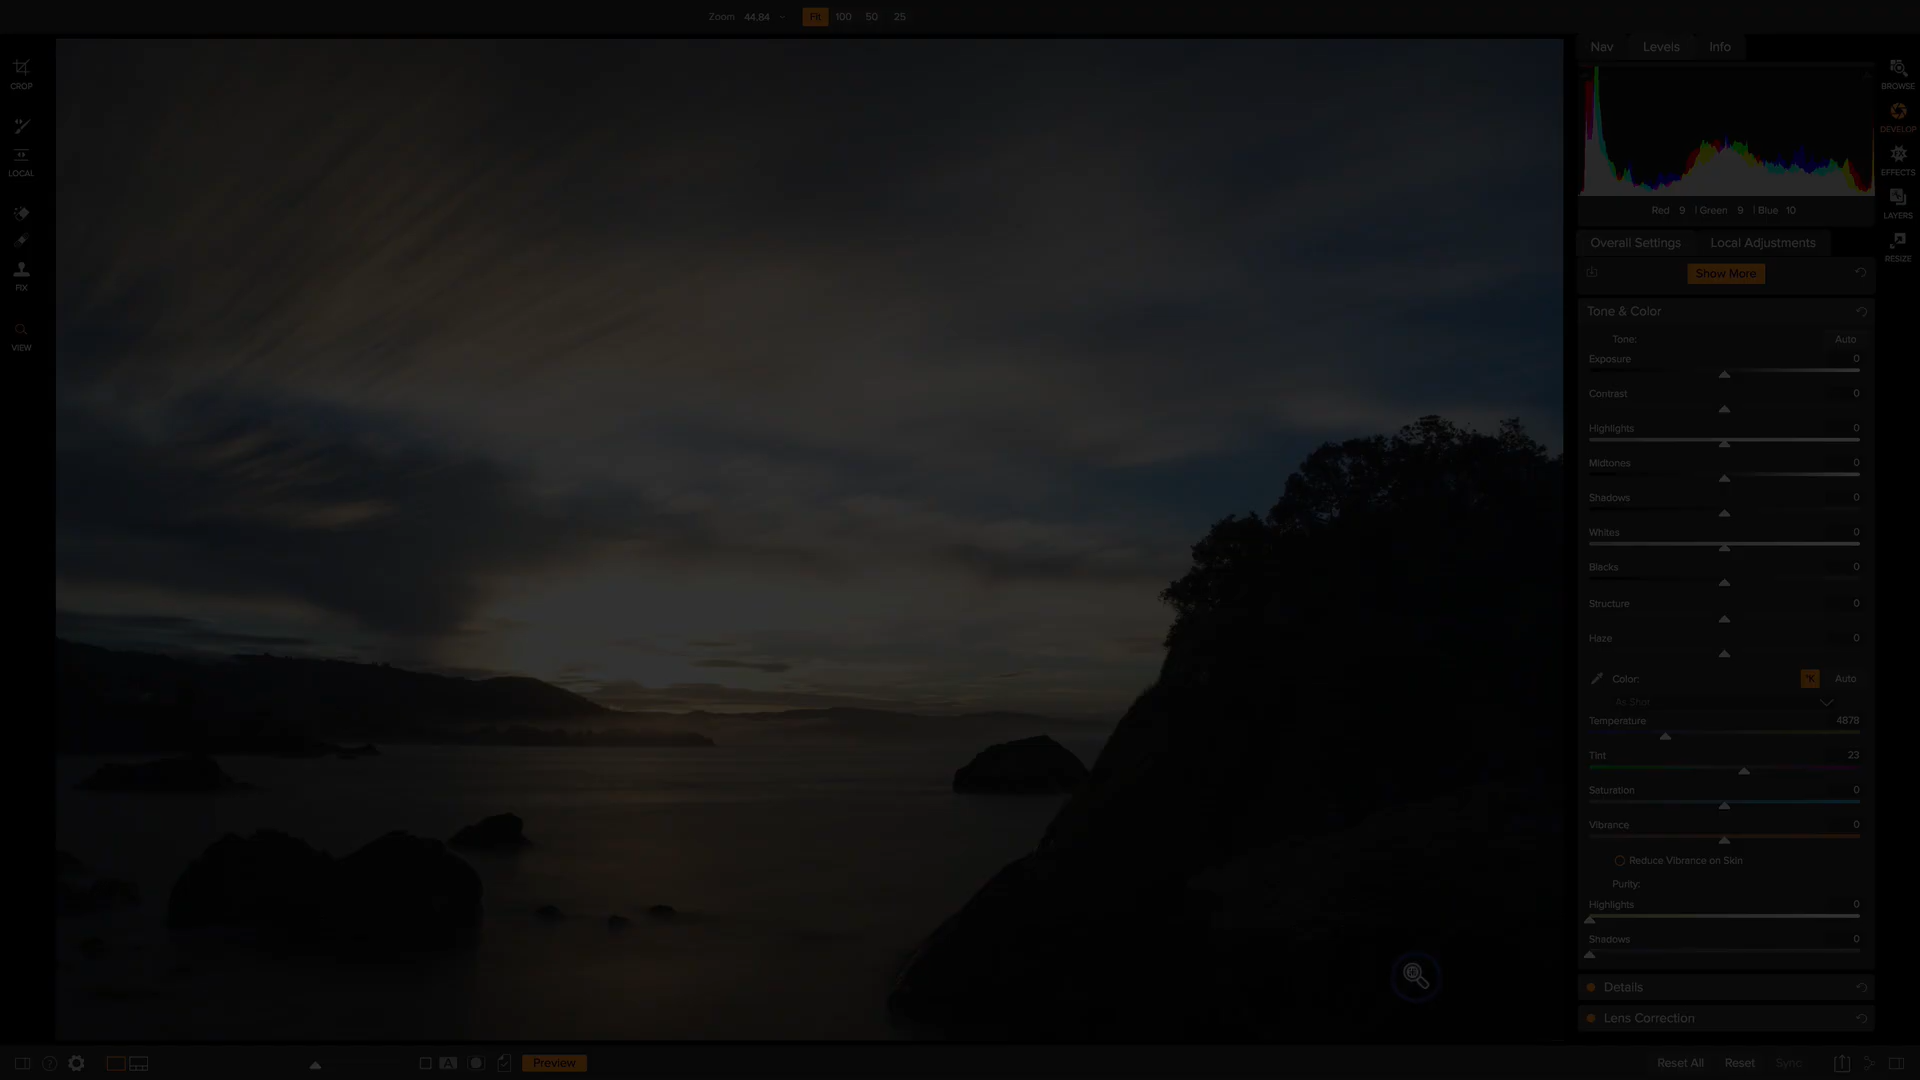 Zoom 44.84 Fit 100 50 25
CROP
LOCAL
FIX
VIEW
Nav Levels Info
Red 9 | Green 9 | Blue 10
BROWSE
DEVELOP
EFFECTS
LAYERS
RESIZE
Overall Settings Local Adjustments
Show More
Tone & Color
Tone: Auto
Exposure 0
Contrast 0
Highlights 0
Midtones 0
Shadows 0
Whites 0
Blacks 0
Structure 0
Haze 0
Color: °K Auto
As Shot
Temperature 4878
Tint 23
Saturation 0
Vibrance 0
Reduce Vibrance on Skin
Purity:
Highlights 0
Shadows 0
Details
Lens Correction
? A Preview
Reset All Reset Sync